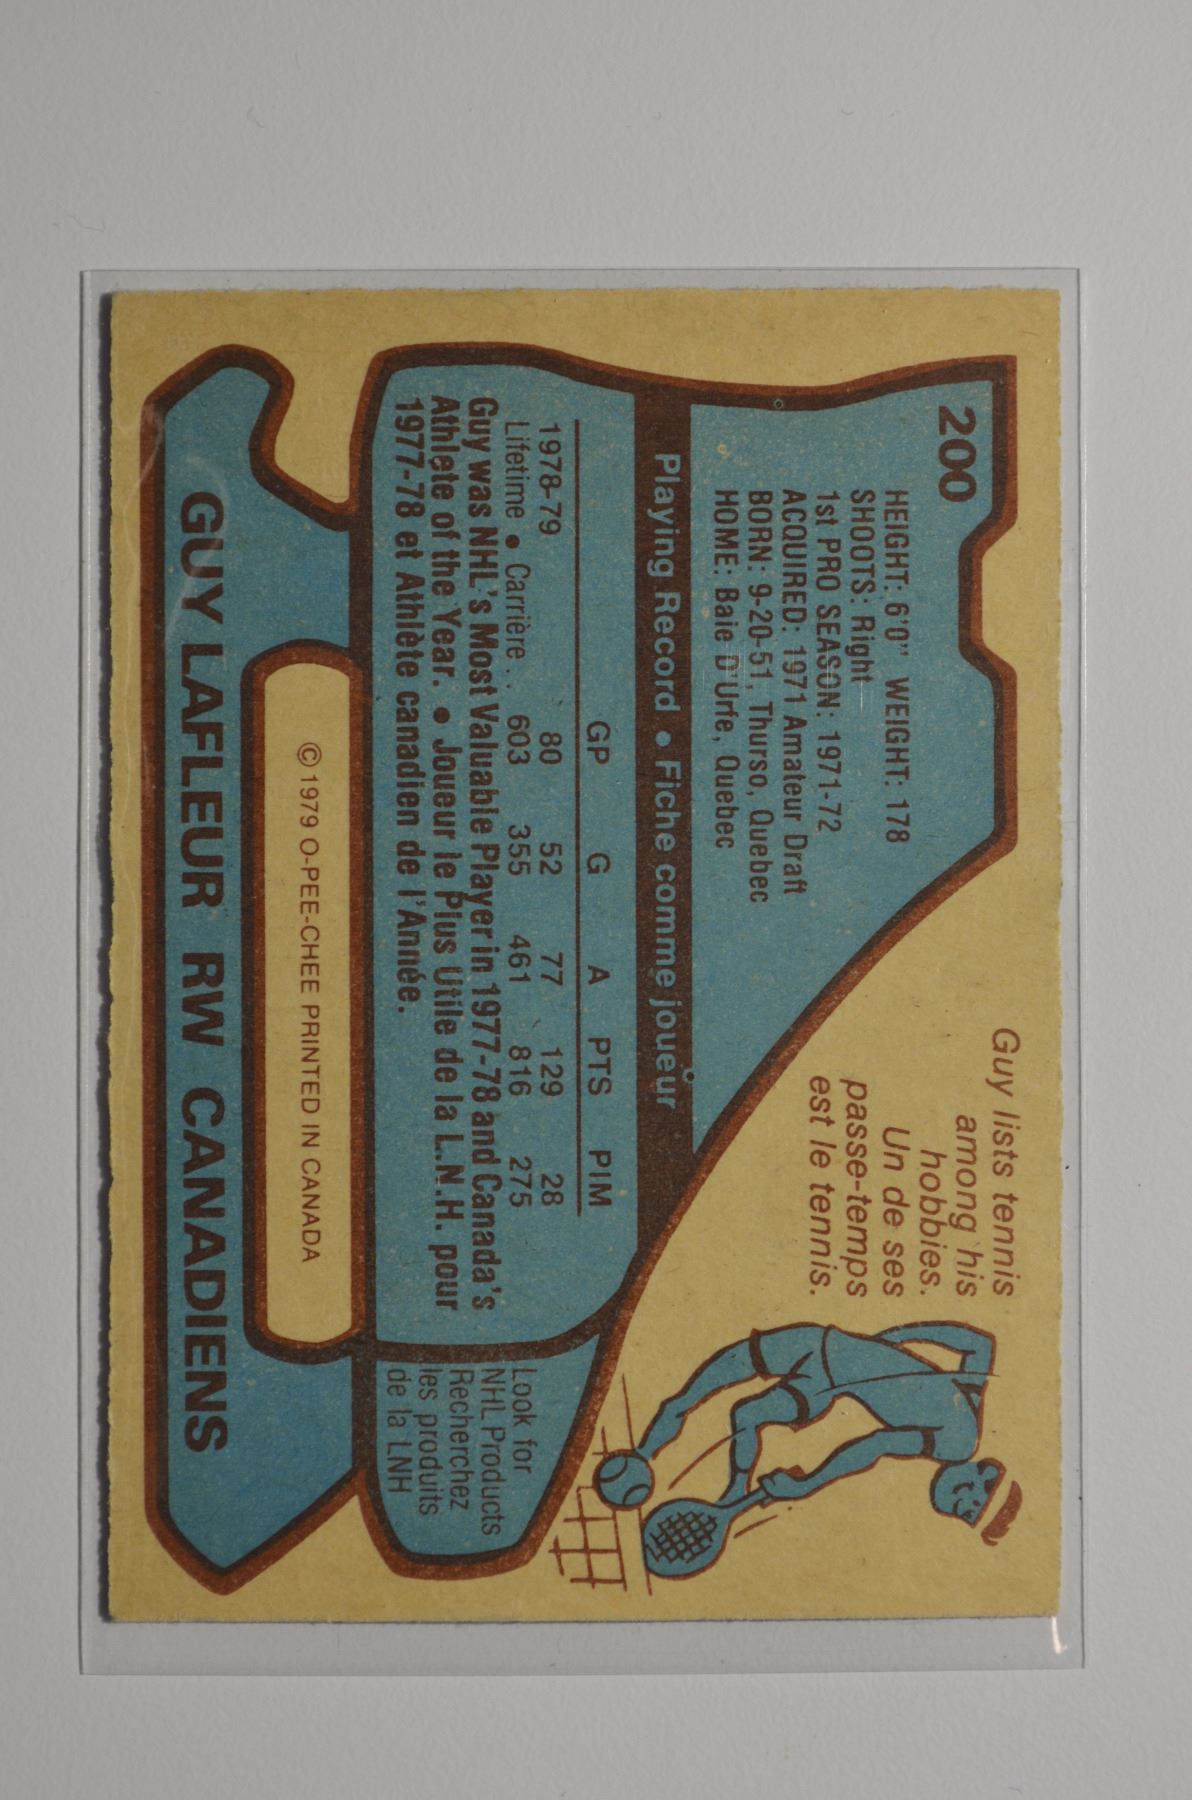 200
HEIGHT: 6'0" WEIGHT: 178
SHOOTS: Right
1st PRO SEASON: 1971-72
ACQUIRED: 1971 Amateur Draft
BORN: 9-20-51, Thurso, Quebec
HOME: Baie D'Urfe, Quebec
Guy lists tennis
among his
hobbies.
Un de ses
passe-temps
est le tennis.
Playing Record • Fiche comme joueur
GP G A PTS PIM
1978-79 80 52 77 129 28
Lifetime • Carrière . . 603 355 461 816 275
Guy was NHL's Most Valuable Player in 1977-78 and Canada's
Athlete of the Year. • Joueur le Plus Utile de la L.N.H. pour
1977-78 et Athlète canadien de l'Année.
Look for
NHL Products
Recherchez
les produits
de la LNH
© 1979 O-PEE-CHEE PRINTED IN CANADA
GUY LAFLEUR RW CANADIENS